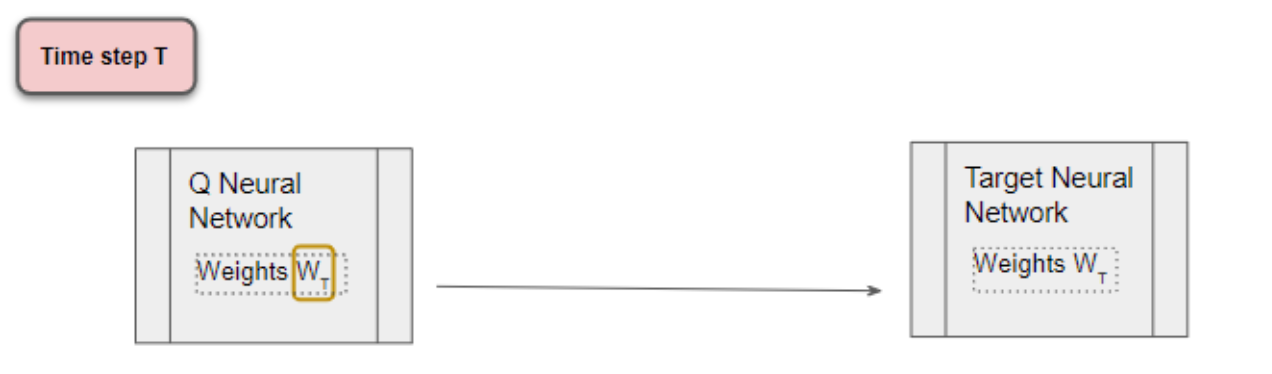 Time step T
Q Neural
Network
Weights W_T
Target Neural
Network
Weights W_T